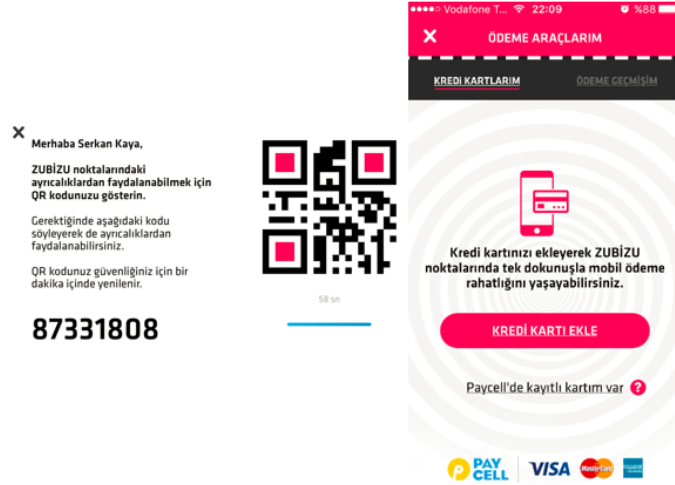 Merhaba Serkan Kaya,
ZUBİZU noktalarındaki
ayrıcalıklardan faydalanabilmek için
QR kodunuzu gösterin.
Gerektiğinde aşağıdaki kodu
söyleyerek de ayrıcalıklardan
faydalanabilirsiniz.
QR kodunuz güvenliğiniz için bir
dakika içinde yenilenir.
87331808
58 sn
Vodafone T... 22:09 %88
ÖDEME ARAÇLARIM
KREDİ KARTLARIM ÖDEME GEÇMİŞİM
Kredi kartınızı ekleyerek ZUBİZU
noktalarında tek dokunuşla mobil ödeme
rahatlığını yaşayabilirsiniz.
KREDİ KARTI EKLE
Paycell'de kayıtlı kartım var ?
PAY
CELL
VISA MasterCard